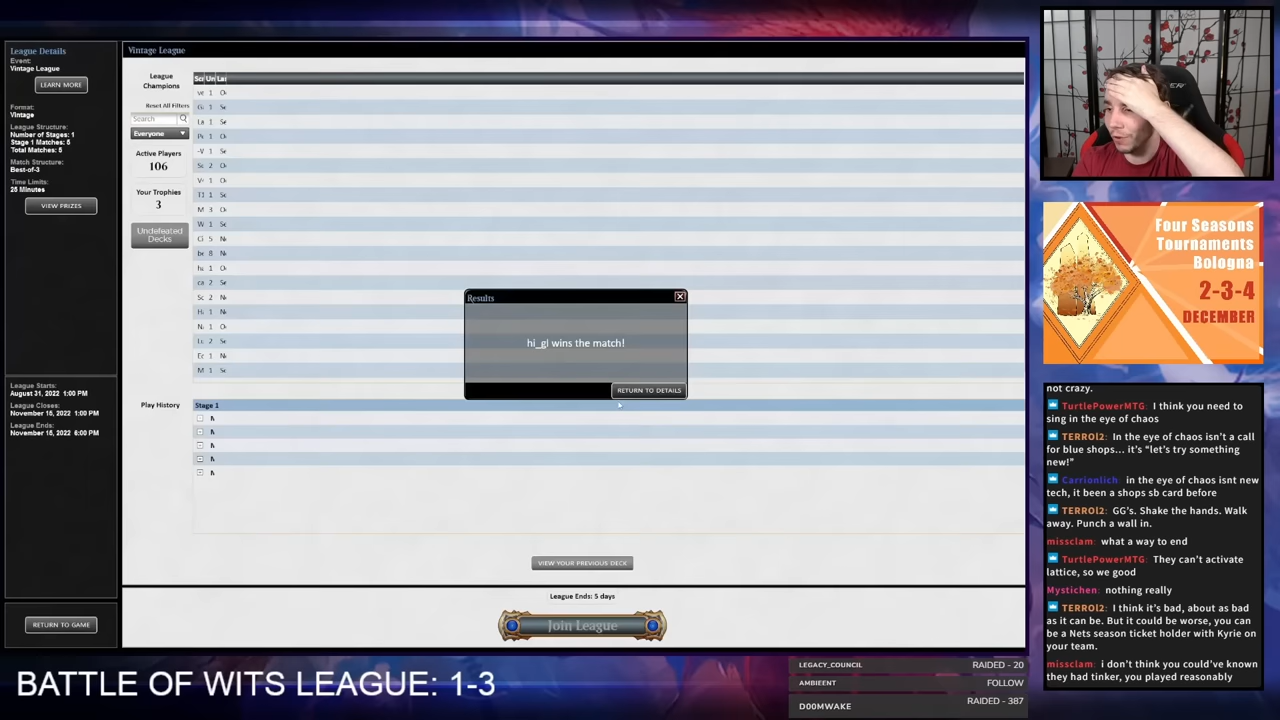 League Details
Event:
Vintage League
LEARN MORE
Format:
Vintage
League Structure:
Number of Stages: 1
Stage 1 Matches: 5
Total Matches: 5
Match Structure:
Best-of-3
Time Limits:
25 Minutes
VIEW PRIZES
League Starts:
August 31, 2022 1:00 PM
League Closes:
November 15, 2022 1:00 PM
League Ends:
November 15, 2022 6:00 PM
RETURN TO GAME
Vintage League
League
Champions
Reset All Filters
Search
Everyone
Active Players
106
Your Trophies
3
Undefeated
Decks
Results
hi_gi wins the match!
RETURN TO DETAILS
Play History
Stage 1
VIEW YOUR PREVIOUS DECK
League Ends: 5 days
Join League
Four Seasons
Tournaments
Bologna
2-3-4
DECEMBER
not crazy.
TurtlePowerMTG: I think you need to
sing in the eye of chaos
TERROl2: In the eye of chaos isn't a call
for blue shops... it's "let's try something
new!"
Carrionlich: in the eye of chaos isnt new
tech, it been a shops sb card before
TERROl2: GG's. Shake the hands. Walk
away. Punch a wall in.
missclam: what a way to end
TurtlePowerMTG: They can't activate
lattice, so we good
Mystichen: nothing really
TERROl2: I think it's bad, about as bad
as it can be. But it could be worse, you can
be a Nets season ticket holder with Kyrie on
your team.
missclam: i don't think you could've known
they had tinker, you played reasonably
BATTLE OF WITS LEAGUE: 1-3
LEGACY_COUNCIL RAIDED - 20
AMBIEENT FOLLOW
D00MWAKE RAIDED - 387